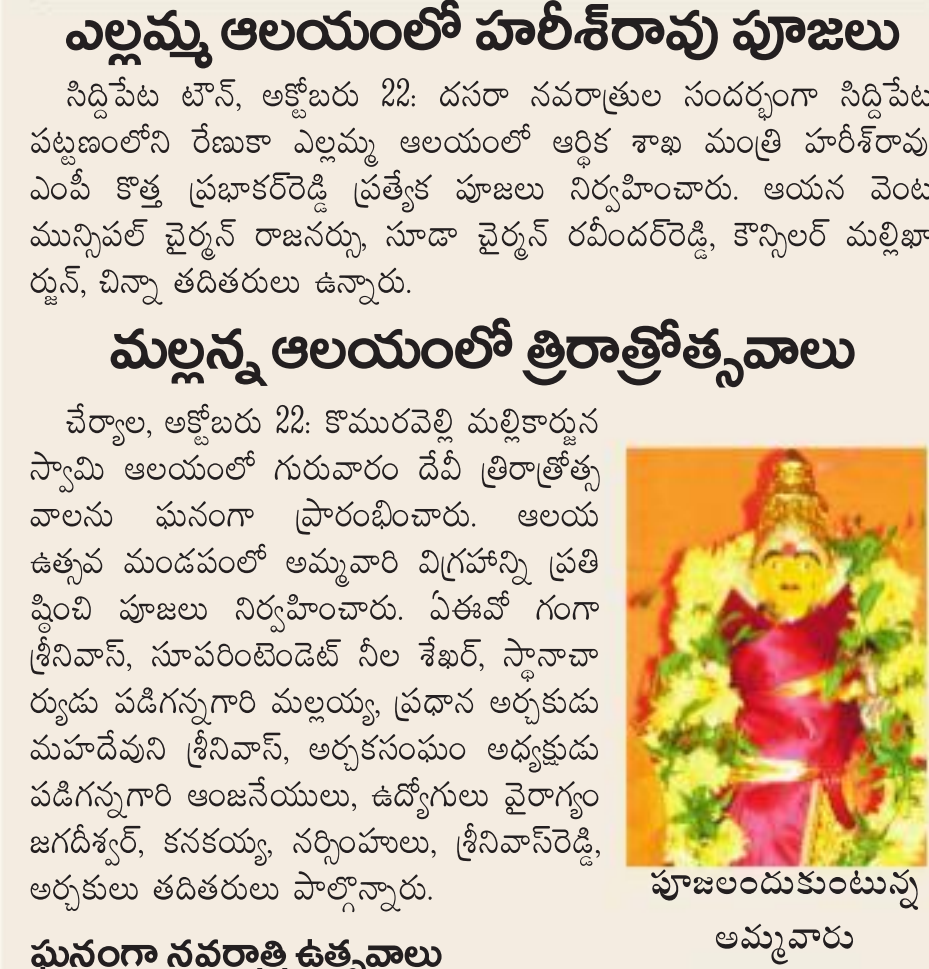 ఎల్లమ్మ ఆలయంలో హరీశ్‌రావు పూజలు
సిద్దిపేట టౌన్, అక్టోబరు 22: దసరా నవరాత్రుల సందర్భంగా సిద్దిపేట
పట్టణంలోని రేణుకా ఎల్లమ్మ ఆలయంలో ఆర్థిక శాఖ మంత్రి హరీశ్‌రావు
ఎంపీ కొత్త ప్రభాకర్‌రెడ్డి ప్రత్యేక పూజలు నిర్వహించారు. ఆయన వెంట
మున్సిపల్ చైర్మన్ రాజనర్సు, సూడా చైర్మన్ రవీందర్‌రెడ్డి, కౌన్సిలర్ మల్లిఖా
ర్జున్, చిన్నా తదితరులు ఉన్నారు.
మల్లన్న ఆలయంలో త్రిరాత్రోత్సవాలు
చేర్యాల, అక్టోబరు 22: కొమురవెల్లి మల్లికార్జున
స్వామి ఆలయంలో గురువారం దేవీ త్రిరాత్రోత్స
వాలను ఘనంగా ప్రారంభించారు. ఆలయ
ఉత్సవ మండపంలో అమ్మవారి విగ్రహాన్ని ప్రతి
ష్ఠించి పూజలు నిర్వహించారు. ఏఈవో గంగా
శ్రీనివాస్, సూపరింటెండెట్ నీల శేఖర్, స్థానాచా
ర్యుడు పడిగన్నగారి మల్లయ్య, ప్రధాన అర్చకుడు
మహదేవుని శ్రీనివాస్, అర్చకసంఘం అధ్యక్షుడు
పడిగన్నగారి ఆంజనేయులు, ఉద్యోగులు వైరాగ్యం
జగదీశ్వర్, కనకయ్య, నర్సింహులు, శ్రీనివాస్‌రెడ్డి,
అర్చకులు తదితరులు పాల్గొన్నారు.
పూజలందుకుంటున్న
అమ్మవారు
ఘనంగా నవరాత్రి ఉత్సవాలు